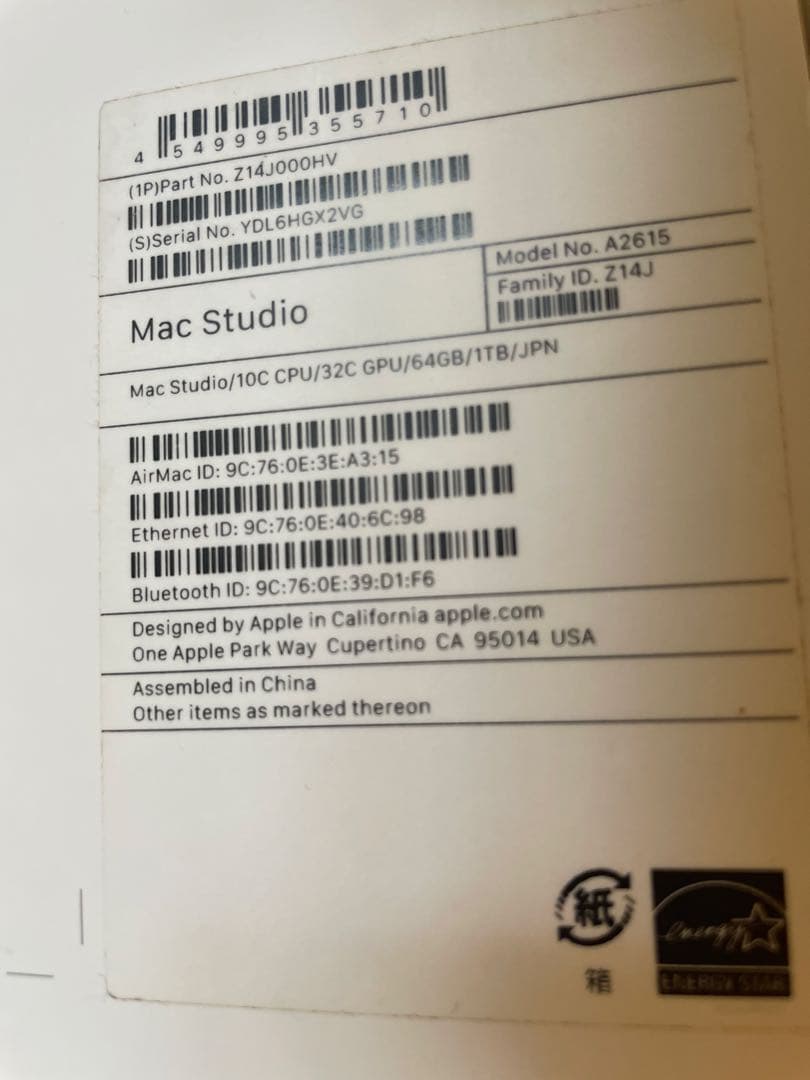 4 549995 355710
(1P)Part No. Z14J000HV
(S)Serial No. YDL6HGX2VG
Model No. A2615
Family ID. Z14J
Mac Studio
Mac Studio/10C CPU/32C GPU/64GB/1TB/JPN
AirMac ID: 9C:76:0E:3E:A3:15
Ethernet ID: 9C:76:0E:40:6C:98
Bluetooth ID: 9C:76:0E:39:D1:F6
Designed by Apple in California apple.com
One Apple Park Way Cupertino CA 95014 USA
Assembled in China
Other items as marked thereon
紙
箱
energy
ENERGY STAR